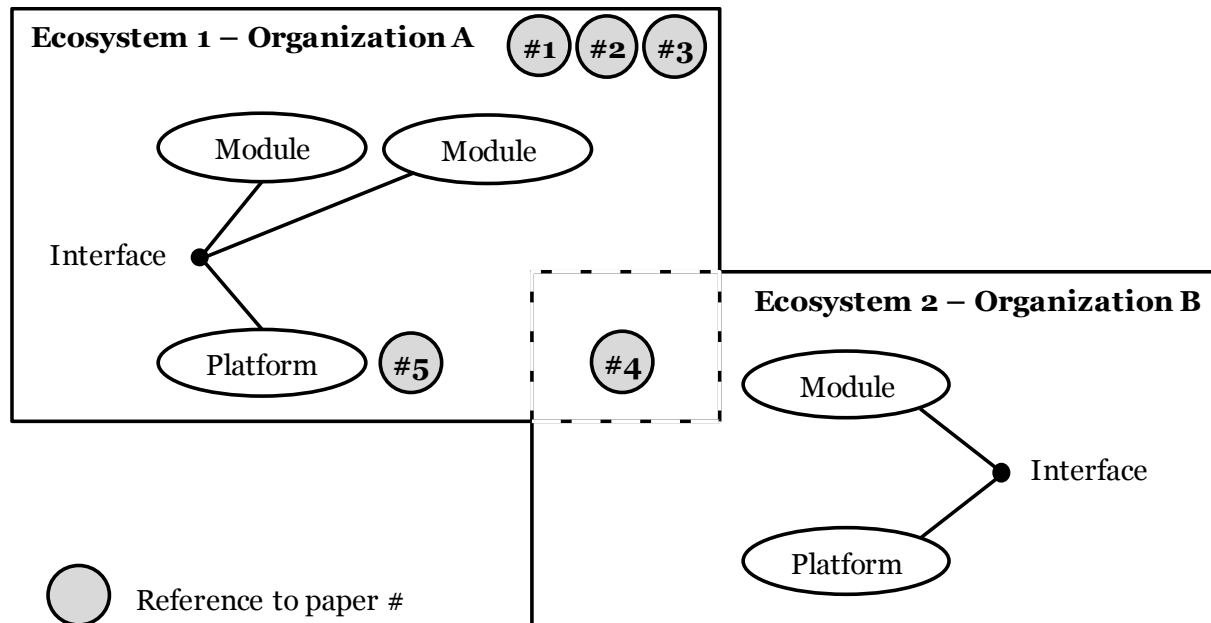 Ecosystem 1 – Organization A
#1 #2 #3
Module
Module
Interface
Platform
#5
#4
Ecosystem 2 – Organization B
Module
Interface
Platform
Reference to paper #